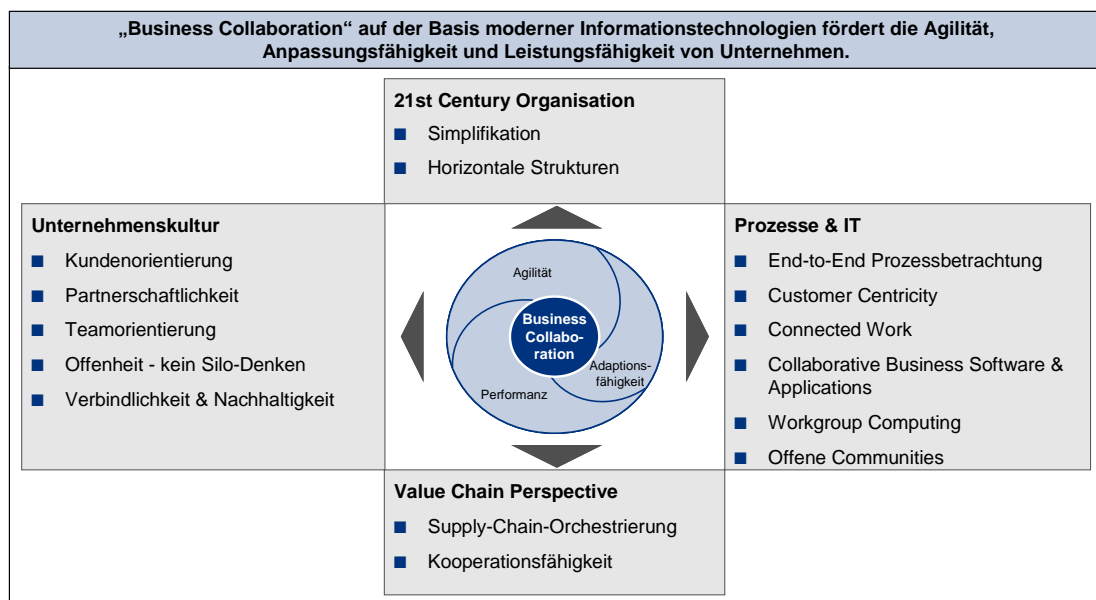 „Business Collaboration“ auf der Basis moderner Informationstechnologien fördert die Agilität,
Anpassungsfähigkeit und Leistungsfähigkeit von Unternehmen.
21st Century Organisation
Simplifikation
Horizontale Strukturen
Unternehmenskultur
Kundenorientierung
Partnerschaftlichkeit
Teamorientierung
Offenheit - kein Silo-Denken
Verbindlichkeit & Nachhaltigkeit
Agilität
Business
Collabo-
ration
Adaptions-
fähigkeit
Performanz
Prozesse & IT
End-to-End Prozessbetrachtung
Customer Centricity
Connected Work
Collaborative Business Software &
Applications
Workgroup Computing
Offene Communities
Value Chain Perspective
Supply-Chain-Orchestrierung
Kooperationsfähigkeit